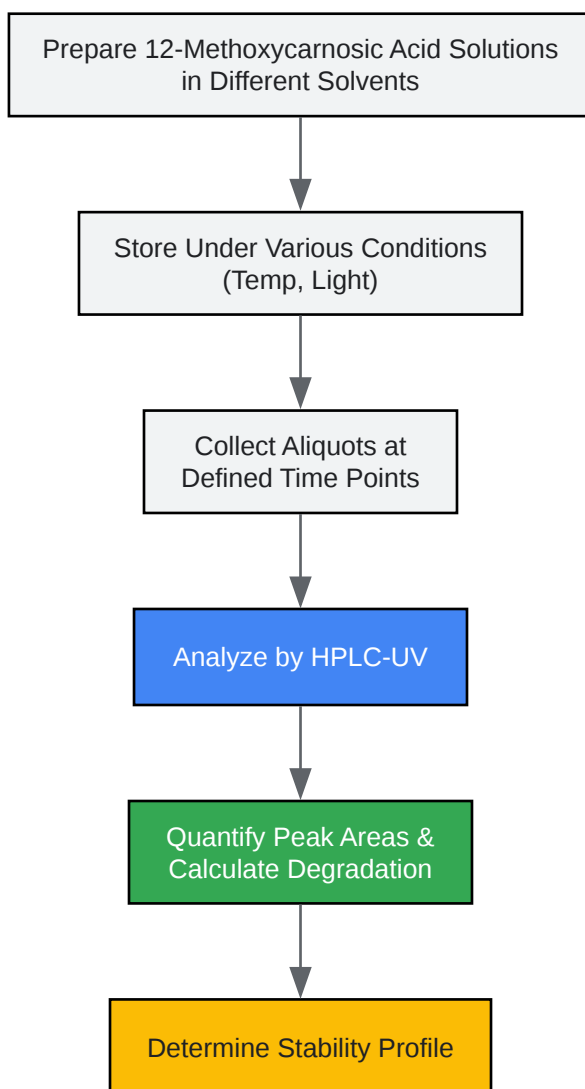 Prepare 12-Methoxycarnosic Acid Solutions
in Different Solvents
Store Under Various Conditions
(Temp, Light)
Collect Aliquots at
Defined Time Points
Analyze by HPLC-UV
Quantify Peak Areas &
Calculate Degradation
Determine Stability Profile